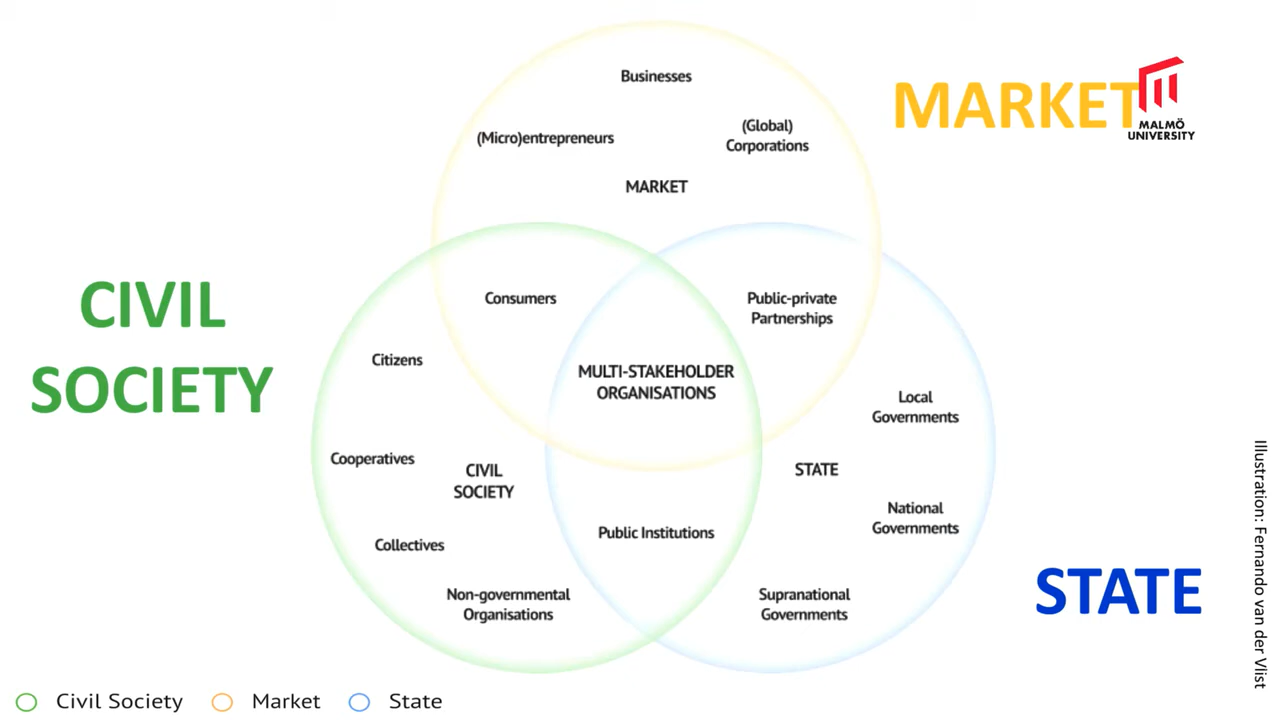 Businesses
(Micro)entrepreneurs
(Global)
Corporations
MARKET
MARKET
MALMÖ
UNIVERSITY
CIVIL
SOCIETY
Consumers
Public-private
Partnerships
Citizens
MULTI-STAKEHOLDER
ORGANISATIONS
Local
Governments
Cooperatives
CIVIL
SOCIETY
STATE
National
Governments
Public Institutions
Collectives
Non-governmental
Organisations
Supranational
Governments
STATE
Illustration: Fernando van der Vlist
Civil Society
Market
State